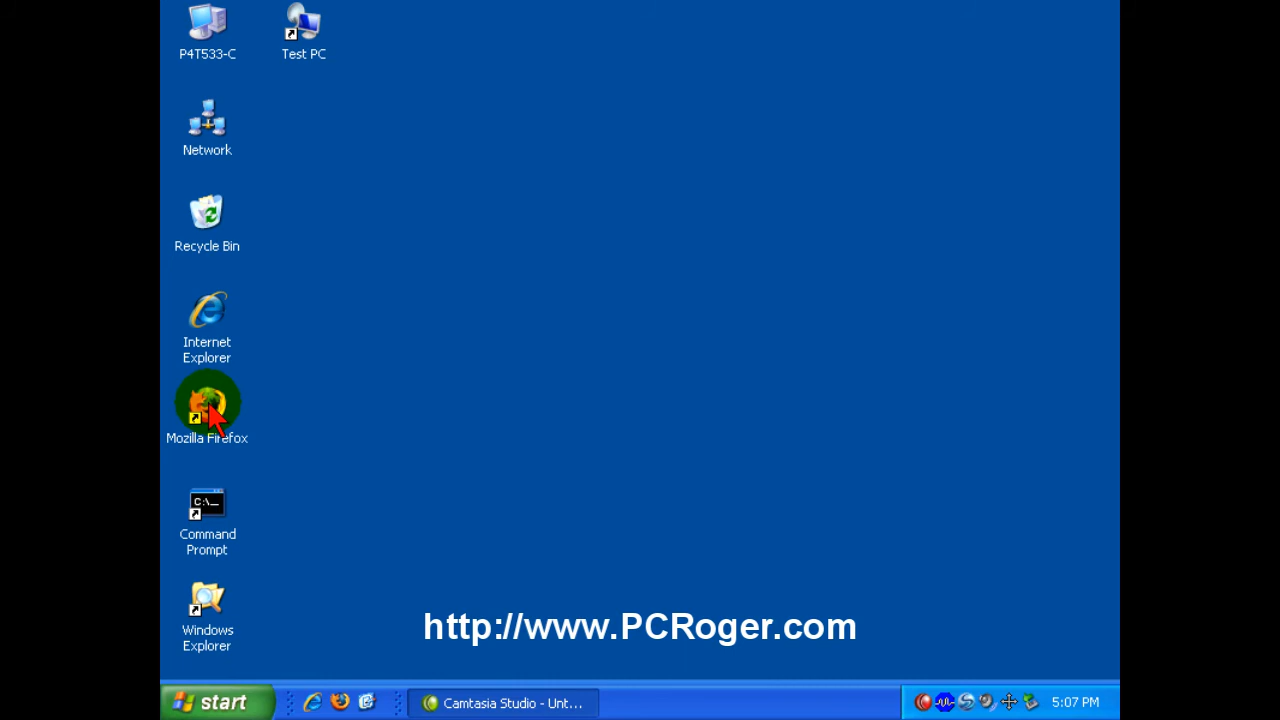 P4T533-C
Test PC
Network
Recycle Bin
Internet
Explorer
Mozilla Firefox
C:\_
Command
Prompt
Windows
Explorer
http://www.PCRoger.com
start
Camtasia Studio - Unt...
5:07 PM